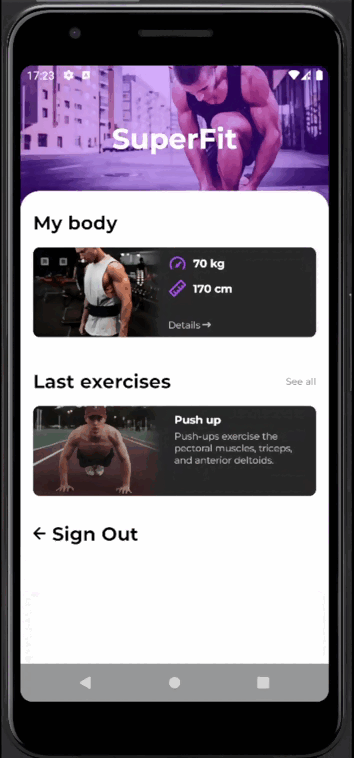 17:23
SuperFit
My body
70 kg
170 cm
Details→
Last exercises
See all
Push up
Push-ups exercise the
pectoral muscles, triceps,
and anterior deltoids.
← Sign Out